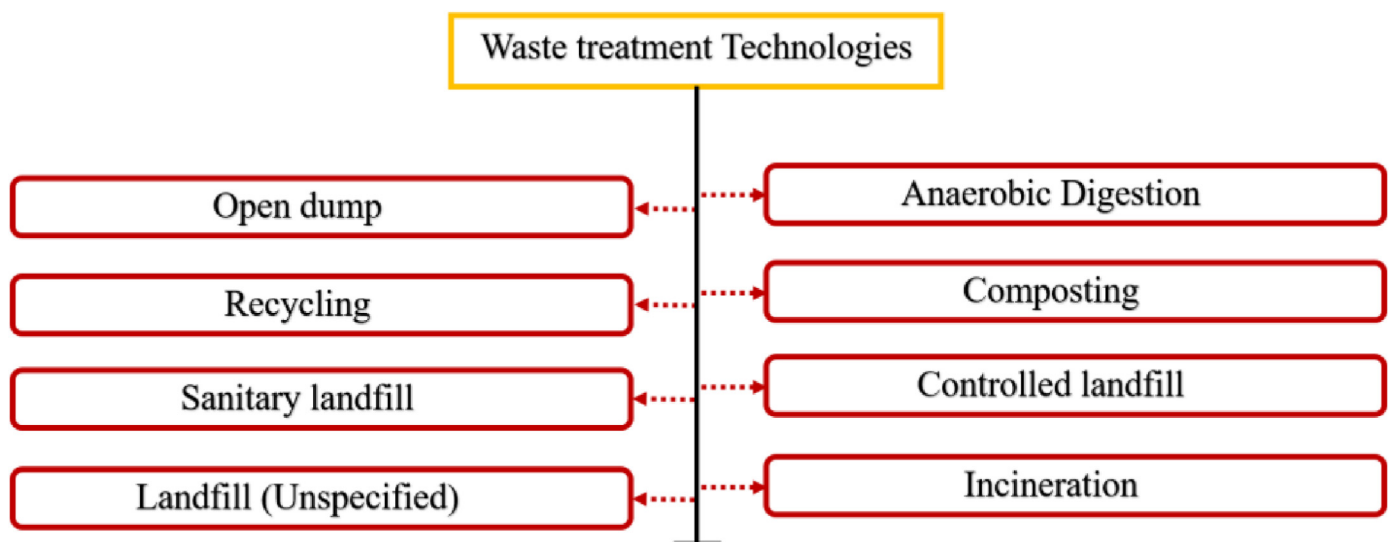 Waste treatment Technologies
Open dump
Anaerobic Digestion
Recycling
Composting
Sanitary landfill
Controlled landfill
Landfill (Unspecified)
Incineration